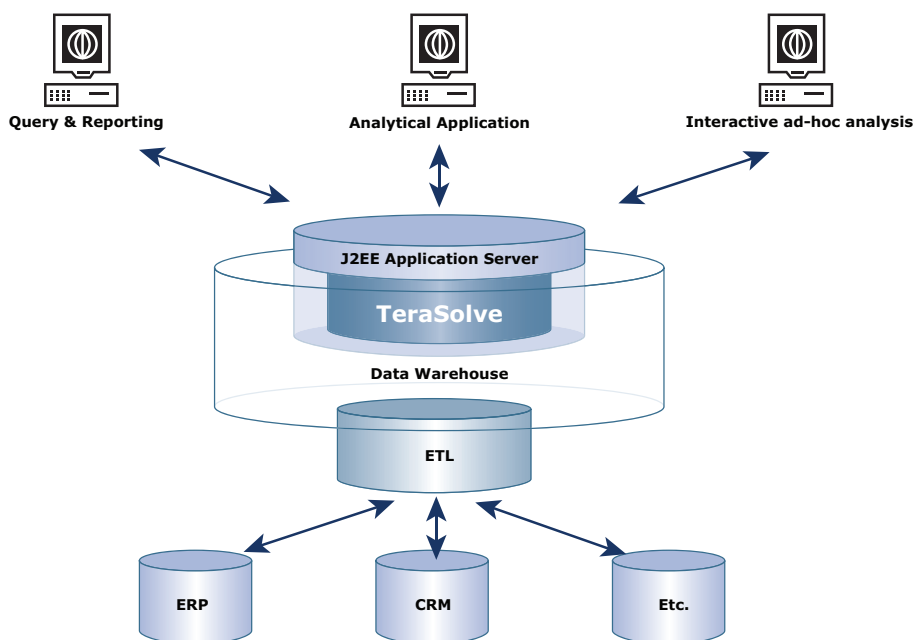 Query & Reporting
Analytical Application
Interactive ad-hoc analysis
J2EE Application Server
TeraSolve
Data Warehouse
ETL
ERP
CRM
Etc.